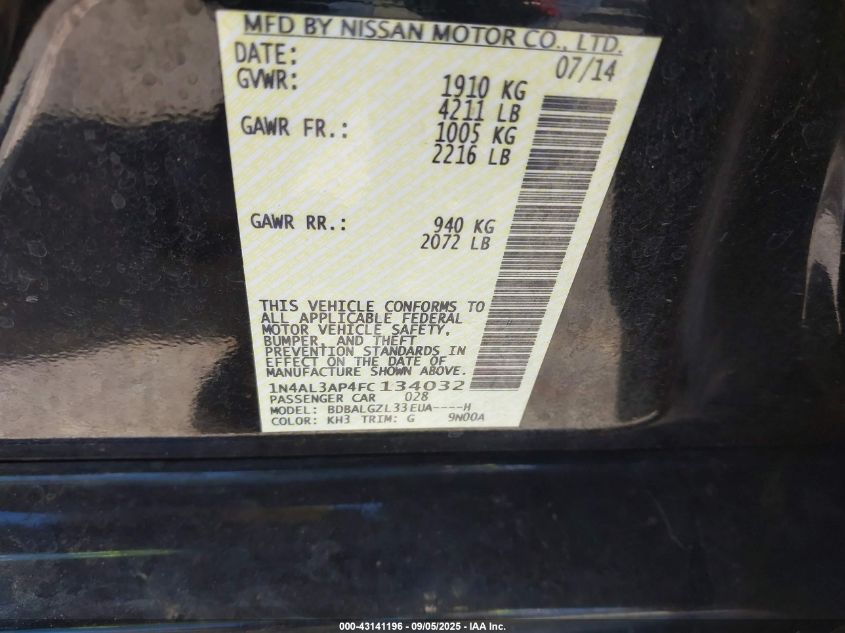 MFD BY NISSAN MOTOR CO., LTD.
DATE: 07/14
GVWR: 1910 KG
4211 LB
GAWR FR.: 1005 KG
2216 LB
GAWR RR.: 940 KG
2072 LB
THIS VEHICLE CONFORMS TO
ALL APPLICABLE FEDERAL
MOTOR VEHICLE SAFETY,
BUMPER, AND THEFT
PREVENTION STANDARDS IN
EFFECT ON THE DATE OF
MANUFACTURE SHOWN ABOVE.
1N4AL3AP4FC134032
PASSENGER CAR 028
MODEL: BDBALGZL33EUA----H
COLOR: KH3 TRIM: G 9N00A
000-43141196 - 09/05/2025 - IAA Inc.